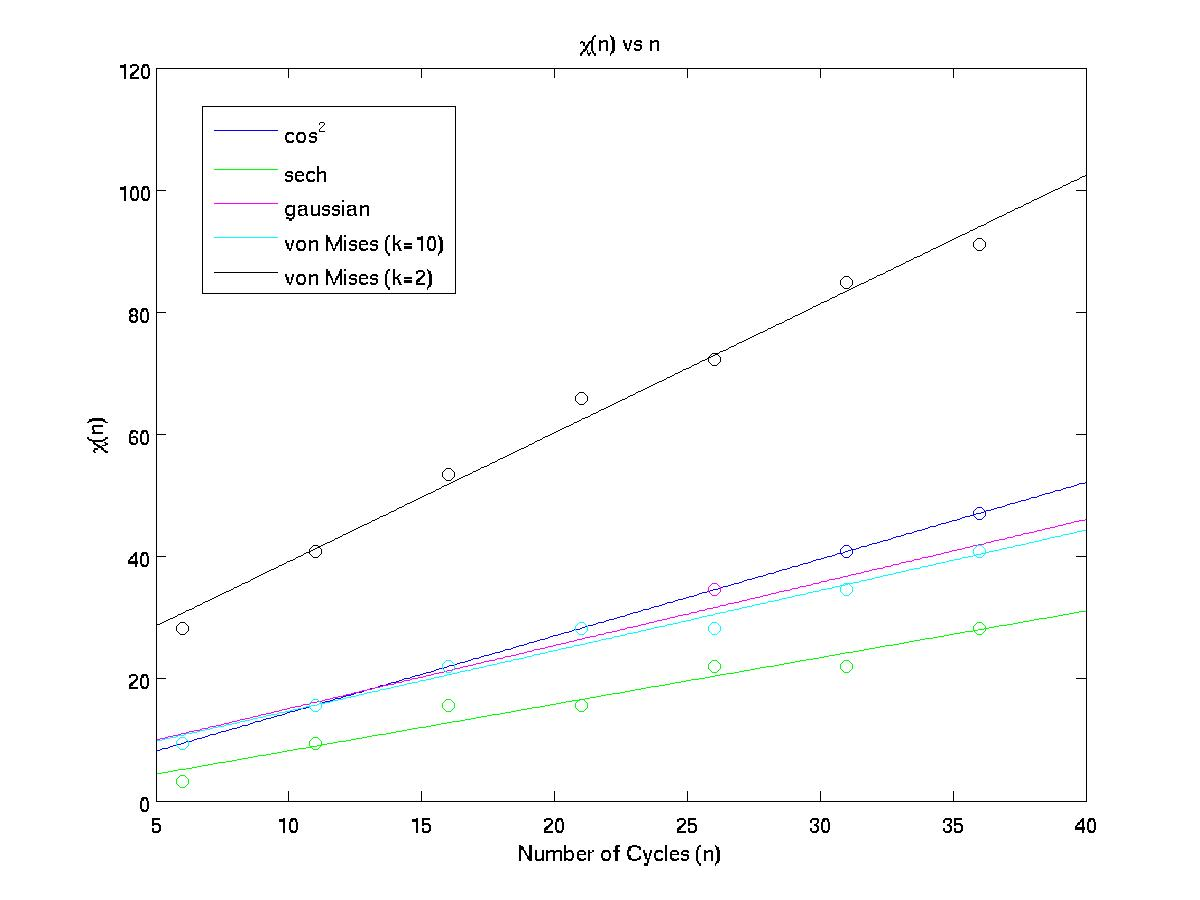 χ(n) vs n
120
100
80
60
40
20
0
χ(n)
cos²
sech
gaussian
von Mises (k=10)
von Mises (k=2)
5 10 15 20 25 30 35 40
Number of Cycles (n)